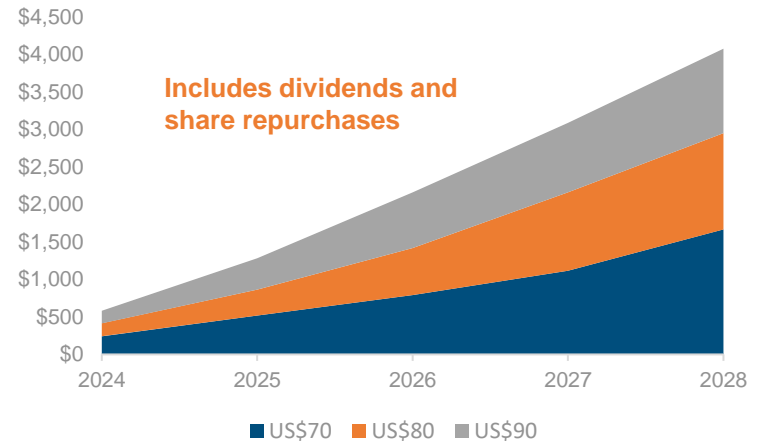 $4,500
$4,000
$3,500
$3,000
$2,500
$2,000
$1,500
$1,000
$500
$0
Includes dividends and
share repurchases
2024 2025 2026 2027 2028
US$70 US$80 US$90